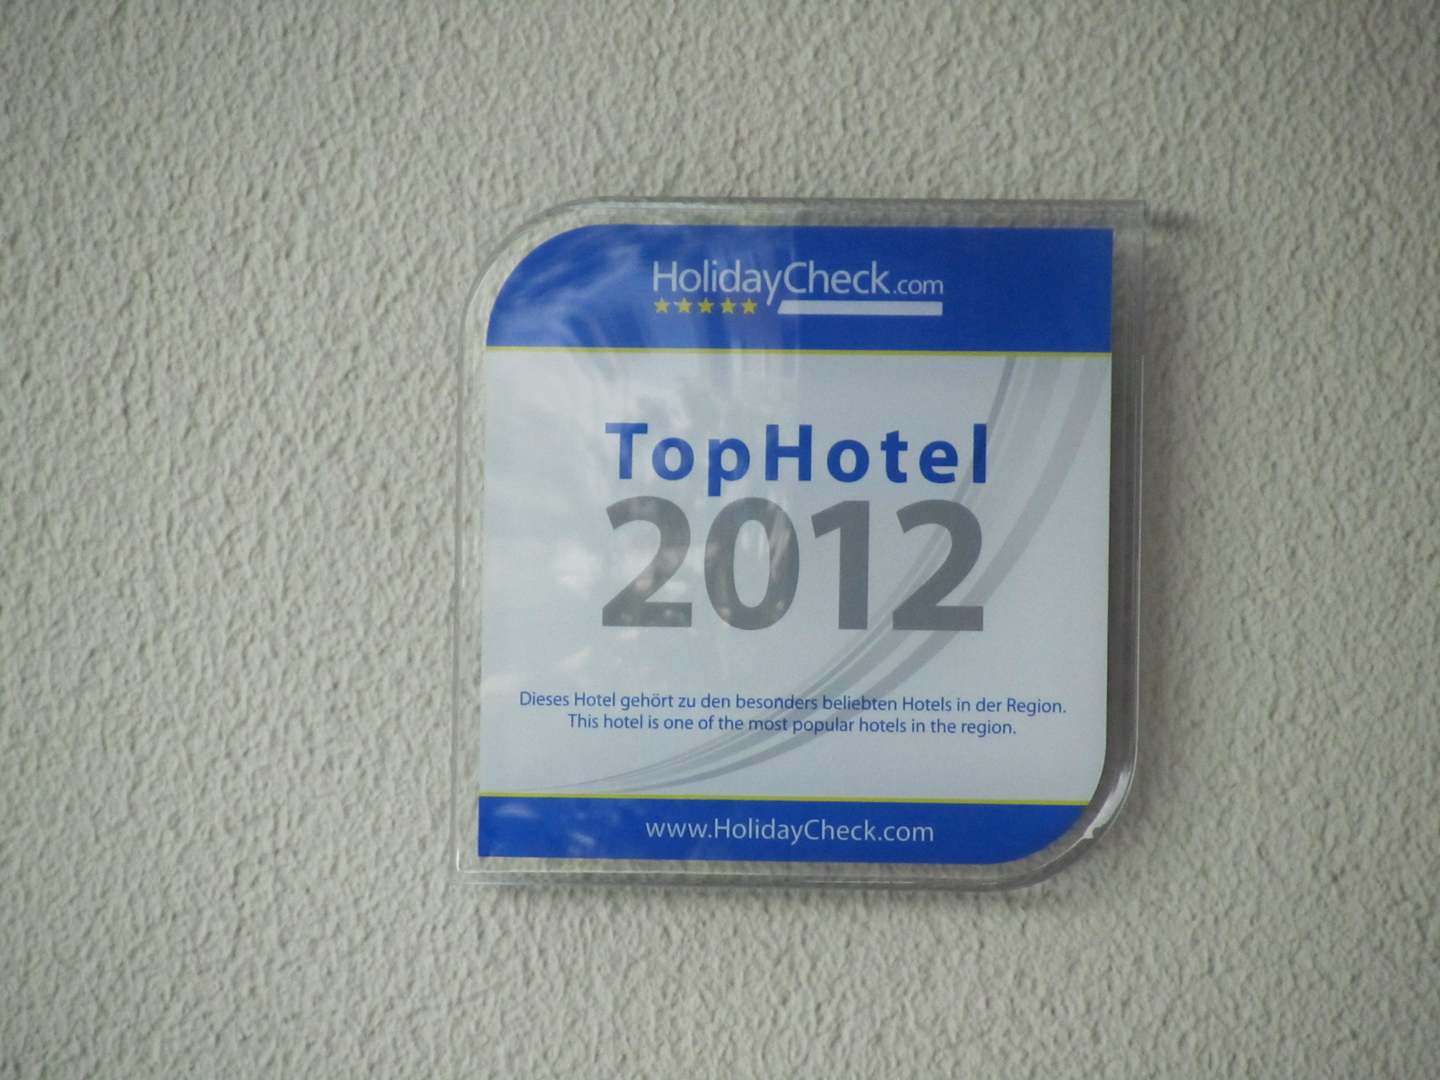 HolidayCheck.com
TopHotel
2012
Dieses Hotel gehört zu den besonders beliebten Hotels in der Region.
This hotel is one of the most popular hotels in the region.
www.HolidayCheck.com